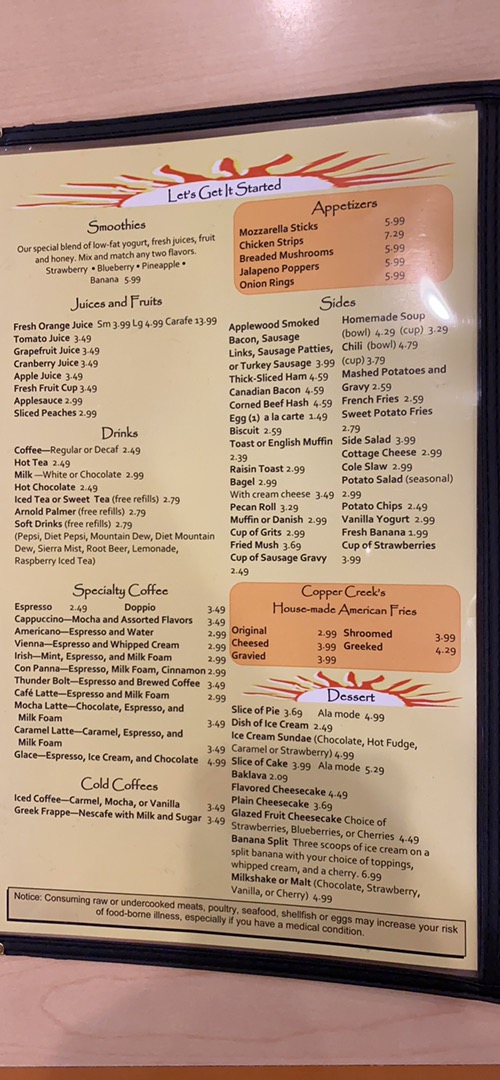 Let's Get It Started
Smoothies
Our special blend of low-fat yogurt, fresh juices, fruit
and honey. Mix and match any two flavors.
Strawberry • Blueberry • Pineapple •
Banana 5.99
Juices and Fruits
Fresh Orange Juice Sm 3.99 Lg 4.99 Carafe 13.99
Tomato Juice 3.49
Grapefruit Juice 3.49
Cranberry Juice 3.49
Apple Juice 3.49
Fresh Fruit Cup 3.49
Applesauce 2.99
Sliced Peaches 2.99
Drinks
Coffee—Regular or Decaf 2.49
Hot Tea 2.49
Milk—White or Chocolate 2.99
Hot Chocolate 2.49
Iced Tea or Sweet Tea (free refills) 2.79
Arnold Palmer (free refills) 2.79
Soft Drinks (free refills) 2.79
(Pepsi, Diet Pepsi, Mountain Dew, Diet Mountain
Dew, Sierra Mist, Root Beer, Lemonade,
Raspberry Iced Tea)
Specialty Coffee
Espresso 2.49 Doppio 3.49
Cappuccino—Mocha and Assorted Flavors 3.49
Americano—Espresso and Water 2.99
Vienna—Espresso and Whipped Cream 2.99
Irish—Mint, Espresso, and Milk Foam 2.99
Con Panna—Espresso, Milk Foam, Cinnamon 2.99
Thunder Bolt—Espresso and Brewed Coffee 3.49
Café Latte—Espresso and Milk Foam 2.99
Mocha Latte—Chocolate, Espresso, and
Milk Foam 3.49
Caramel Latte—Caramel, Espresso, and
Milk Foam 3.49
Glace—Espresso, Ice Cream, and Chocolate 4.99
Cold Coffees
Iced Coffee—Carmel, Mocha, or Vanilla 3.49
Greek Frappe—Nescafe with Milk and Sugar 3.49
Appetizers
Mozzarella Sticks 5.99
Chicken Strips 7.29
Breaded Mushrooms 5.99
Jalapeno Poppers 5.99
Onion Rings 5.99
Sides
Applewood Smoked
Bacon, Sausage
Links, Sausage Patties,
or Turkey Sausage 3.99
Thick-Sliced Ham 4.59
Canadian Bacon 4.59
Corned Beef Hash 4.59
Egg (1) a la carte 1.49
Biscuit 2.59
Toast or English Muffin
2.39
Raisin Toast 2.99
Bagel 2.99
With cream cheese 3.49
Pecan Roll 3.29
Muffin or Danish 2.99
Cup of Grits 2.99
Fried Mush 3.69
Cup of Sausage Gravy
2.49
Homemade Soup
(bowl) 4.29 (cup) 3.29
Chili (bowl) 4.79
(cup) 3.79
Mashed Potatoes and
Gravy 2.59
French Fries 2.59
Sweet Potato Fries
2.79
Side Salad 3.99
Cottage Cheese 2.99
Cole Slaw 2.99
Potato Salad (seasonal)
2.99
Potato Chips 2.49
Vanilla Yogurt 2.99
Fresh Banana 1.99
Cup of Strawberries
3.99
Copper Creek's
House-made American Fries
Original 2.99 Shroomed 3.99
Cheesed 3.99 Greeked 4.29
Gravied 3.99
Dessert
Slice of Pie 3.69 Ala mode 4.99
Dish of Ice Cream 2.49
Ice Cream Sundae (Chocolate, Hot Fudge,
Caramel or Strawberry) 4.99
Slice of Cake 3.99 Ala mode 5.29
Baklava 2.09
Flavored Cheesecake 4.49
Plain Cheesecake 3.69
Glazed Fruit Cheesecake Choice of
Strawberries, Blueberries, or Cherries 4.49
Banana Split Three scoops of ice cream on a
split banana with your choice of toppings,
whipped cream, and a cherry. 6.99
Milkshake or Malt (Chocolate, Strawberry,
Vanilla, or Cherry) 4.99
Notice: Consuming raw or undercooked meats, poultry, seafood, shellfish or eggs may increase your risk
of food-borne illness, especially if you have a medical condition.